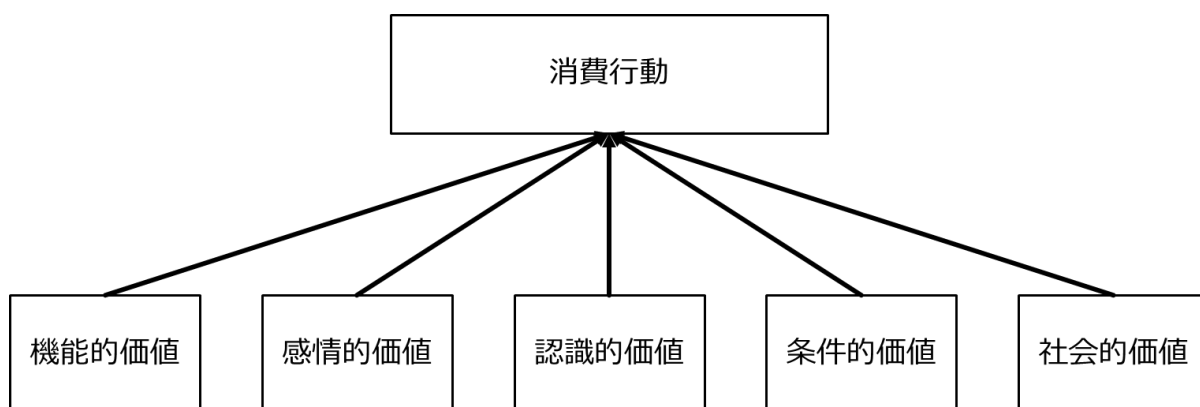 消費行動
機能的価値
感情的価値
認識的価値
条件的価値
社会的価値